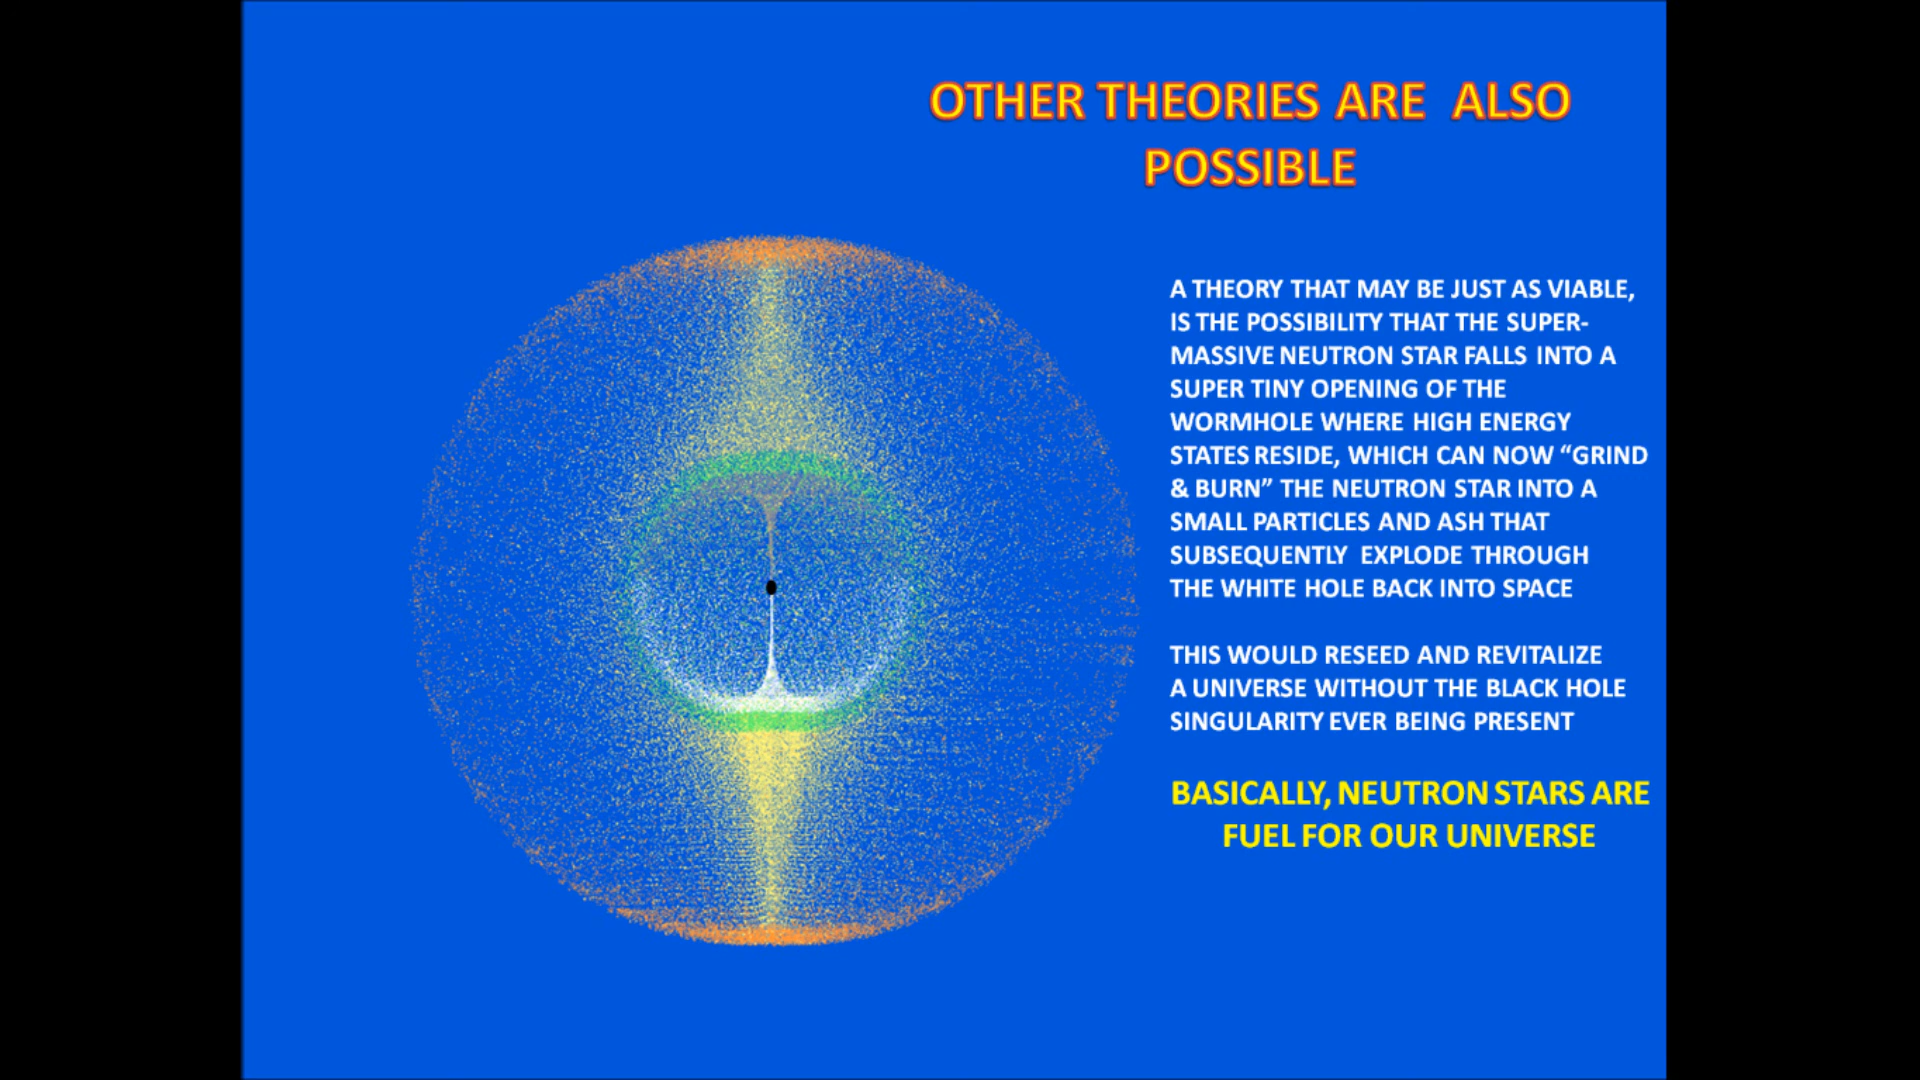 OTHER THEORIES ARE ALSO
POSSIBLE
A THEORY THAT MAY BE JUST AS VIABLE,
IS THE POSSIBILITY THAT THE SUPER-
MASSIVE NEUTRON STAR FALLS INTO A
SUPER TINY OPENING OF THE
WORMHOLE WHERE HIGH ENERGY
STATES RESIDE, WHICH CAN NOW “GRIND
& BURN” THE NEUTRON STAR INTO A
SMALL PARTICLES AND ASH THAT
SUBSEQUENTLY EXPLODE THROUGH
THE WHITE HOLE BACK INTO SPACE
THIS WOULD RESEED AND REVITALIZE
A UNIVERSE WITHOUT THE BLACK HOLE
SINGULARITY EVER BEING PRESENT
BASICALLY, NEUTRON STARS ARE
FUEL FOR OUR UNIVERSE